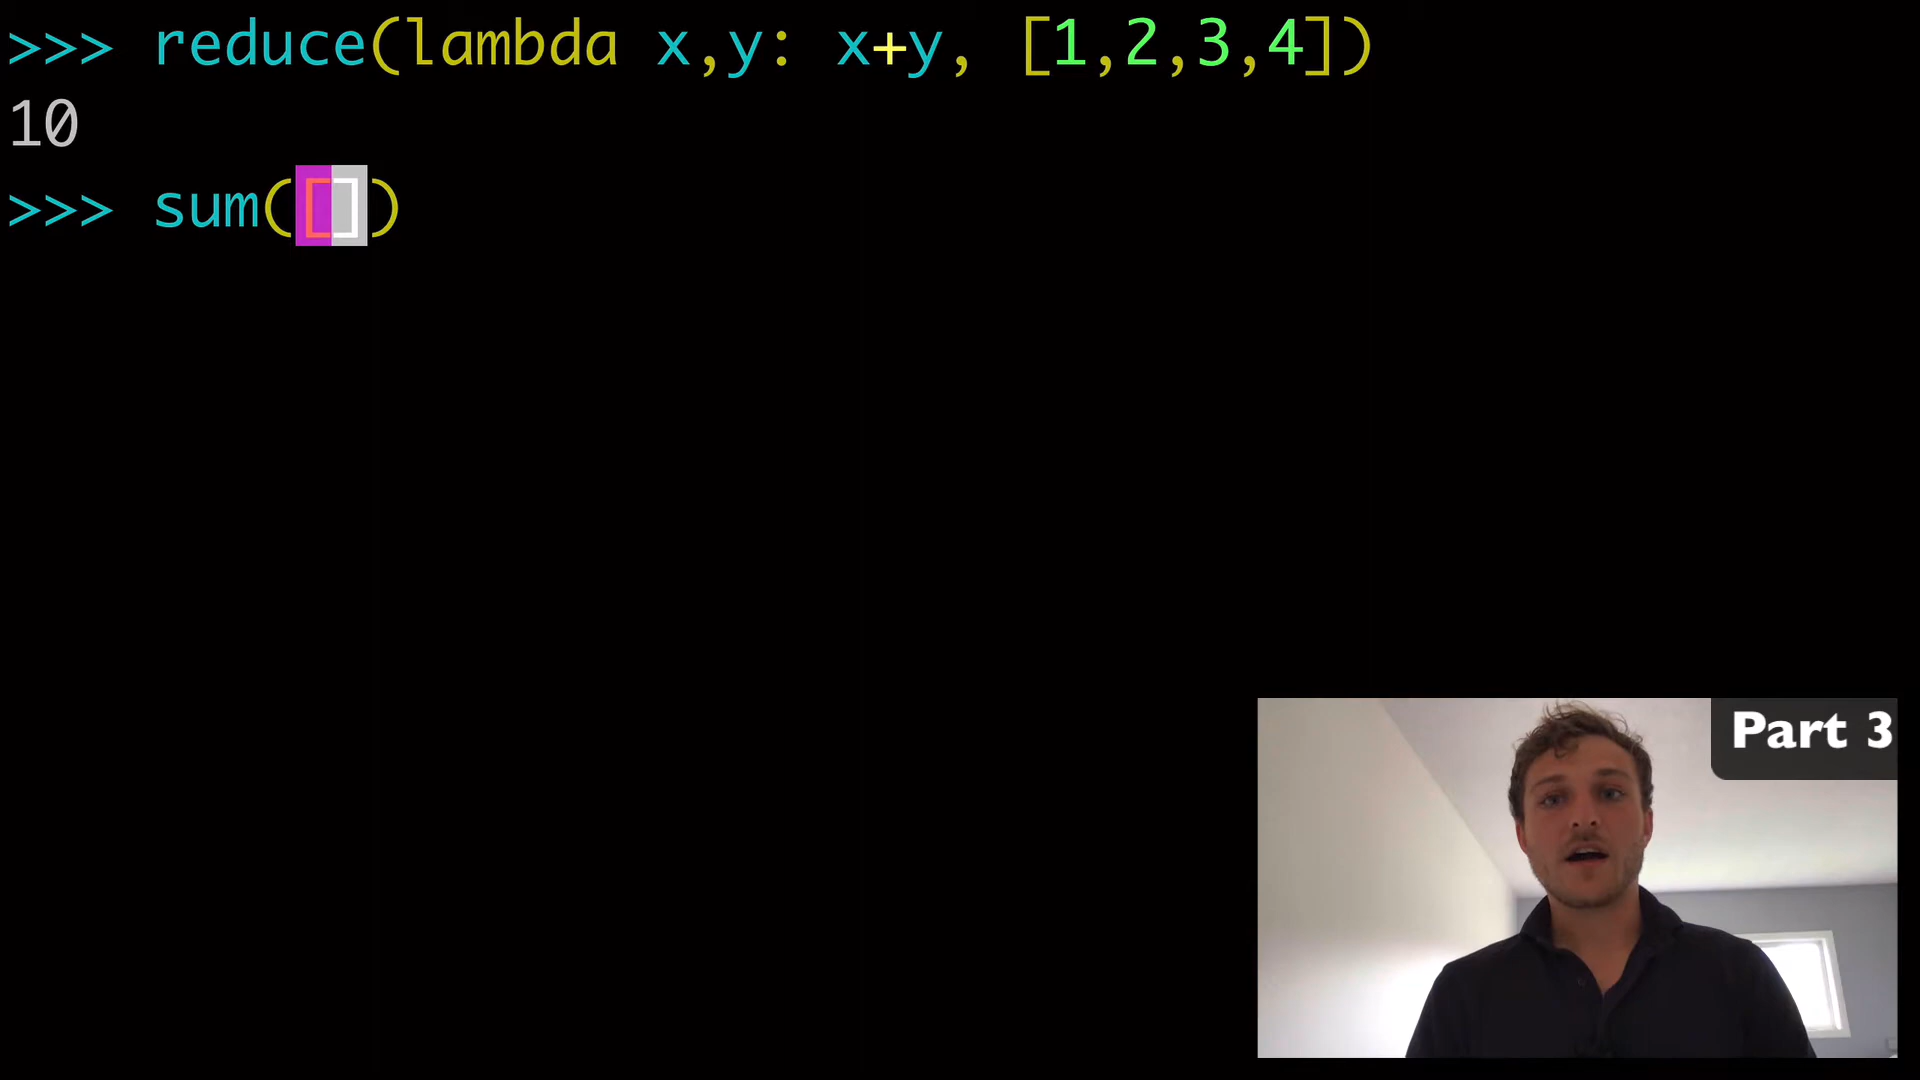 >>> reduce(lambda x,y: x+y, [1,2,3,4])
10
>>> sum([])
Part 3